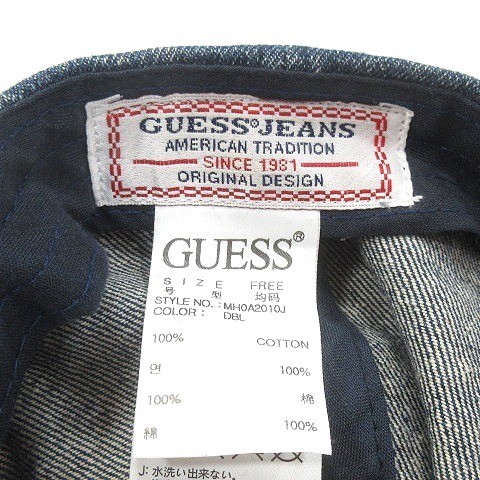 GUESS®JEANS
AMERICAN TRADITION
SINCE 1981
ORIGINAL DESIGN
GUESS®
SIZE FREE
号型 均码
STYLE NO.: MH0A2010J
COLOR: DBL
100% COTTON
면 100%
100% 棉
綿 100%
J: 水洗い出来ない。